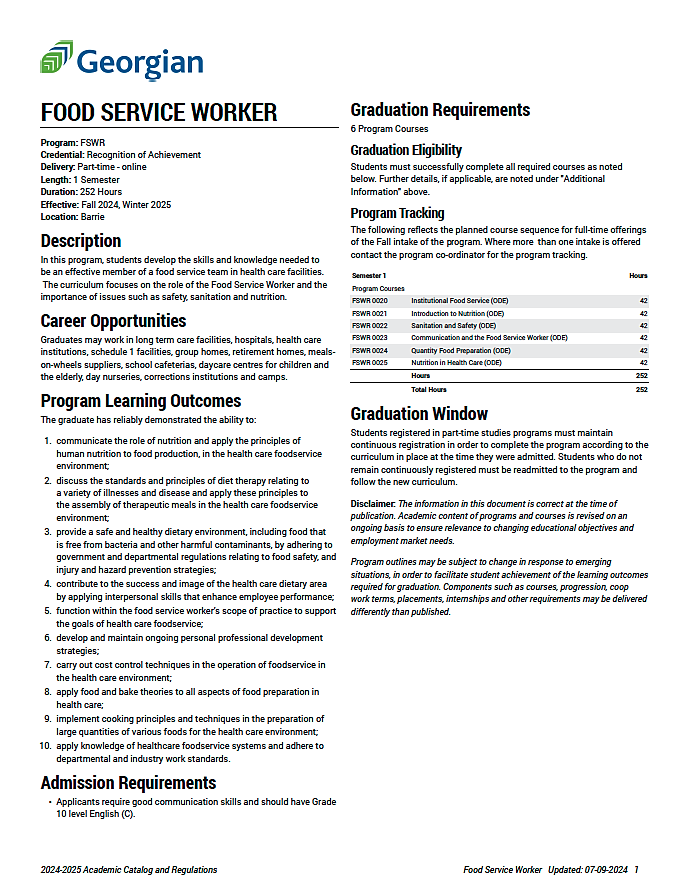 Georgian
FOOD SERVICE WORKER
Program: FSWR
Credential: Recognition of Achievement
Delivery: Part-time - online
Length: 1 Semester
Duration: 252 Hours
Effective: Fall 2024, Winter 2025
Location: Barrie
Description
In this program, students develop the skills and knowledge needed to
be an effective member of a food service team in health care facilities.
The curriculum focuses on the role of the Food Service Worker and the
importance of issues such as safety, sanitation and nutrition.
Career Opportunities
Graduates may work in long term care facilities, hospitals, health care
institutions, schedule 1 facilities, group homes, retirement homes, meals-
on-wheels suppliers, school cafeterias, daycare centres for children and
the elderly, day nurseries, corrections institutions and camps.
Program Learning Outcomes
The graduate has reliably demonstrated the ability to:
1. communicate the role of nutrition and apply the principles of
human nutrition to food production, in the health care foodservice
environment;
2. discuss the standards and principles of diet therapy relating to
a variety of illnesses and disease and apply these principles to
the assembly of therapeutic meals in the health care foodservice
environment;
3. provide a safe and healthy dietary environment, including food that
is free from bacteria and other harmful contaminants, by adhering to
government and departmental regulations relating to food safety, and
injury and hazard prevention strategies;
4. contribute to the success and image of the health care dietary area
by applying interpersonal skills that enhance employee performance;
5. function within the food service worker's scope of practice to support
the goals of health care foodservice;
6. develop and maintain ongoing personal professional development
strategies;
7. carry out cost control techniques in the operation of foodservice in
the health care environment;
8. apply food and bake theories to all aspects of food preparation in
health care;
9. implement cooking principles and techniques in the preparation of
large quantities of various foods for the health care environment;
10. apply knowledge of healthcare foodservice systems and adhere to
departmental and industry work standards.
Admission Requirements
• Applicants require good communication skills and should have Grade
10 level English (C).
Graduation Requirements
6 Program Courses
Graduation Eligibility
Students must successfully complete all required courses as noted
below. Further details, if applicable, are noted under "Additional
Information" above.
Program Tracking
The following reflects the planned course sequence for full-time offerings
of the Fall intake of the program. Where more than one intake is offered
contact the program co-ordinator for the program tracking.
Semester 1 Hours
Program Courses
FSWR 0020 Institutional Food Service (ODE) 42
FSWR 0021 Introduction to Nutrition (ODE) 42
FSWR 0022 Sanitation and Safety (ODE) 42
FSWR 0023 Communication and the Food Service Worker (ODE) 42
FSWR 0024 Quantity Food Preparation (ODE) 42
FSWR 0025 Nutrition in Health Care (ODE) 42
Hours 252
Total Hours 252
Graduation Window
Students registered in part-time studies programs must maintain
continuous registration in order to complete the program according to the
curriculum in place at the time they were admitted. Students who do not
remain continuously registered must be readmitted to the program and
follow the new curriculum.
Disclaimer: The information in this document is correct at the time of
publication. Academic content of programs and courses is revised on an
ongoing basis to ensure relevance to changing educational objectives and
employment market needs.
Program outlines may be subject to change in response to emerging
situations, in order to facilitate student achievement of the learning outcomes
required for graduation. Components such as courses, progression, coop
work terms, placements, internships and other requirements may be delivered
differently than published.
2024-2025 Academic Catalog and Regulations
Food Service Worker Updated: 07-09-2024 1